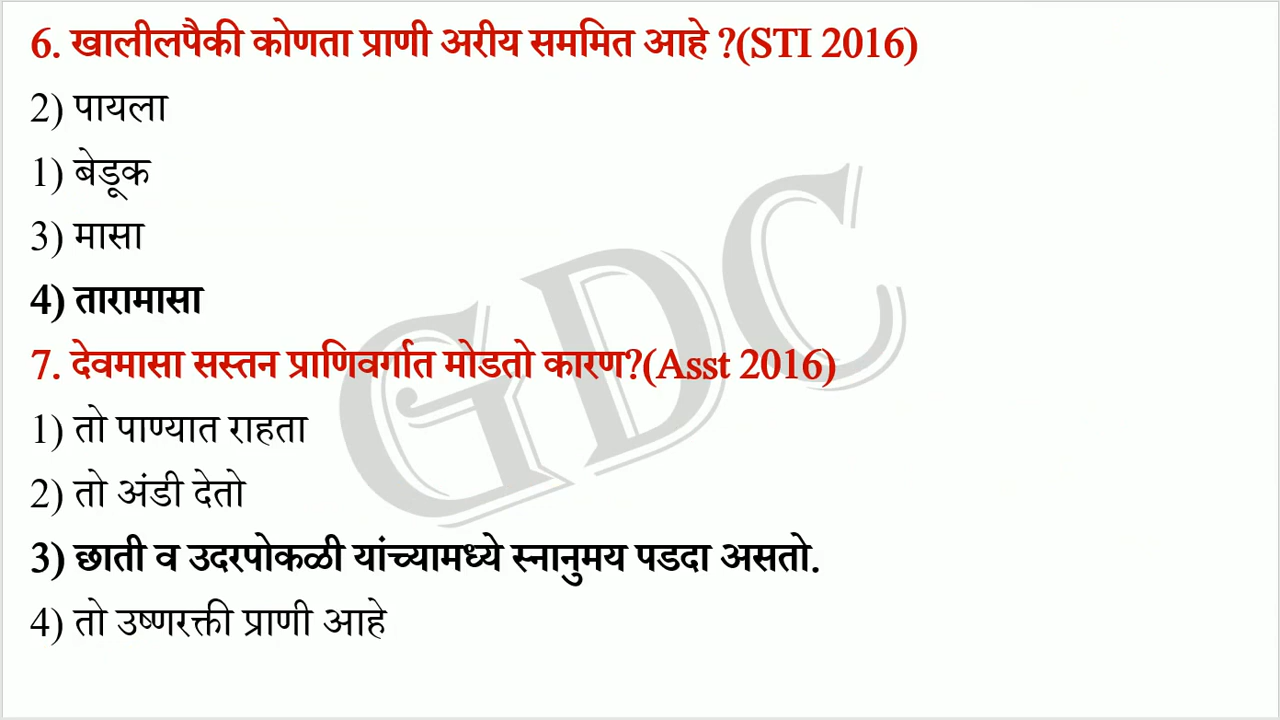 6. खालीलपैकी कोणता प्राणी अरीय सममित आहे ?(STI 2016)
2) पायला
1) बेडूक
3) मासा
4) तारामासा
7. देवमासा सस्तन प्राणिवर्गात मोडतो कारण?(Asst 2016)
1) तो पाण्यात राहता
2) तो अंडी देतो
3) छाती व उदरपोकळी यांच्यामध्ये स्नानुमय पडदा असतो.
4) तो उष्णरक्ती प्राणी आहे
GDC